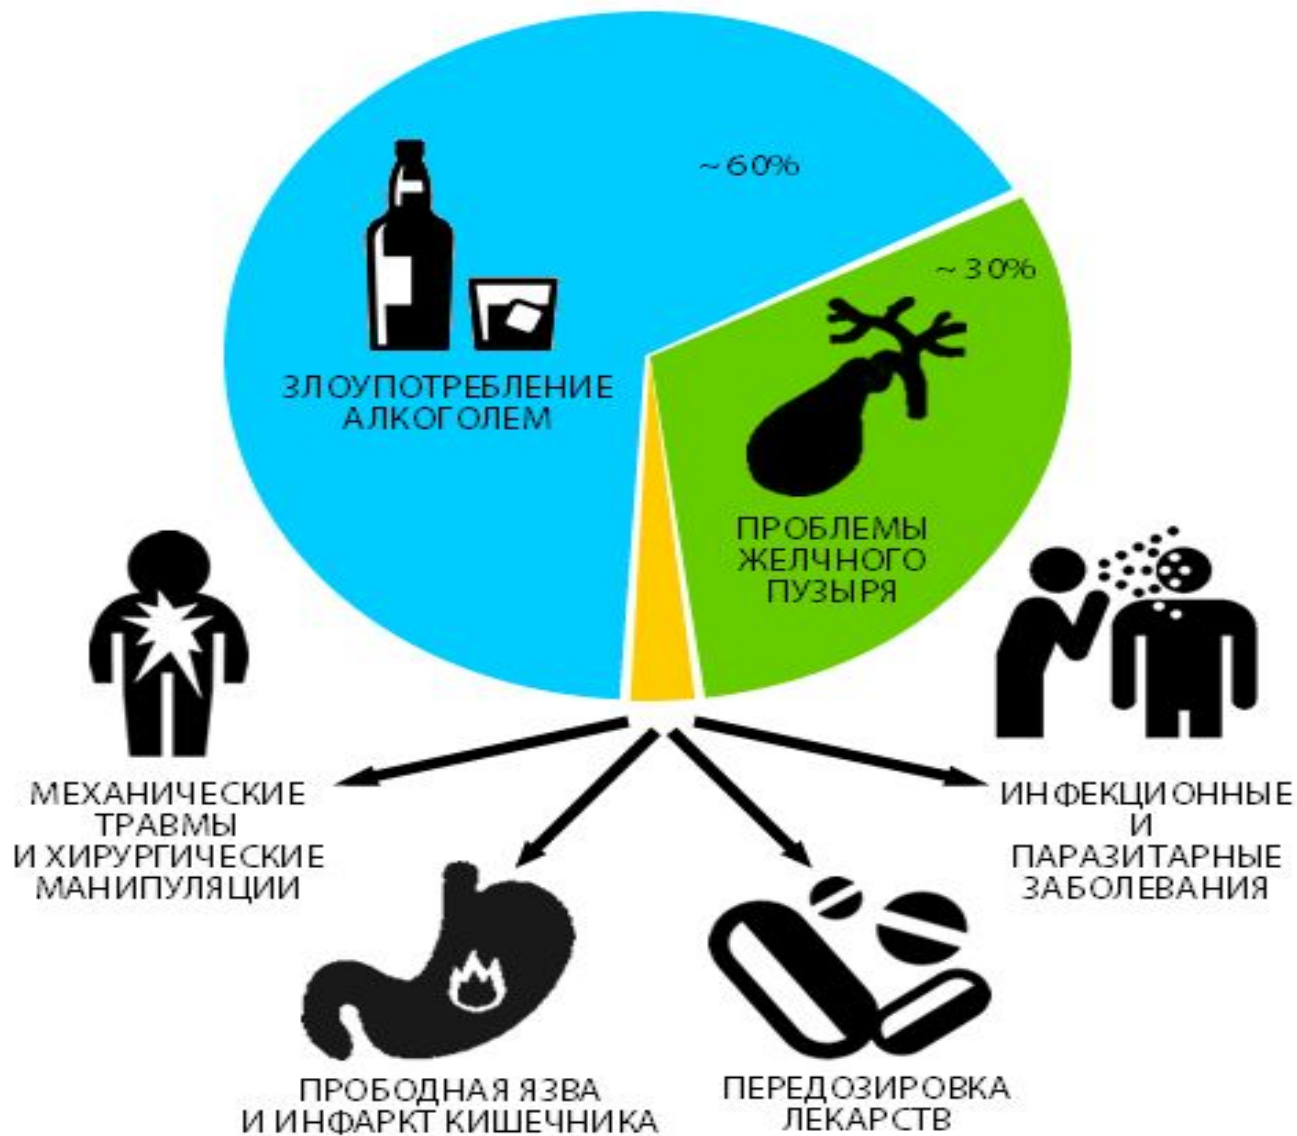 ~60%
~30%
ЗЛОУПОТРЕБЛЕНИЕ
АЛКОГОЛЕМ
ПРОБЛЕМЫ
ЖЕЛЧНОГО
ПУЗЫРЯ
МЕХАНИЧЕСКИЕ
ТРАВМЫ
И ХИРУРГИЧЕСКИЕ
МАНИПУЛЯЦИИ
ИНФЕКЦИОННЫЕ
И
ПАРАЗИТАРНЫЕ
ЗАБОЛЕВАНИЯ
ПРОБОДНАЯ ЯЗВА
И ИНФАРКТ КИШЕЧНИКА
ПЕРЕДОЗИРОВКА
ЛЕКАРСТВ